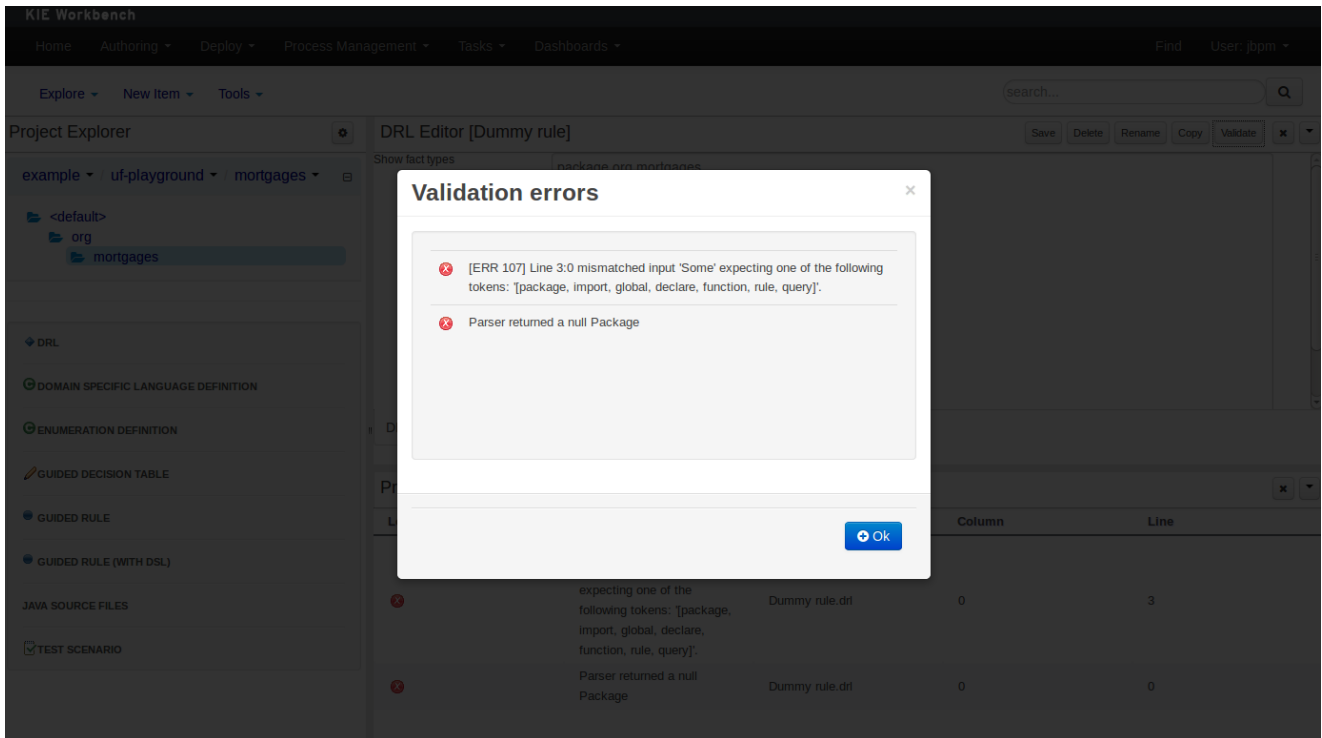 KIE Workbench
Home Authoring Deploy Process Management Tasks Dashboards Find User: jbpm
Explore New Item Tools search...
Project Explorer
DRL Editor [Dummy rule] Save Delete Rename Copy Validate
Show fact types
package org.mortgages
example / uf-playground / mortgages
<default>
org
mortgages
DRL
DOMAIN SPECIFIC LANGUAGE DEFINITION
ENUMERATION DEFINITION
GUIDED DECISION TABLE
GUIDED RULE
GUIDED RULE (WITH DSL)
JAVA SOURCE FILES
TEST SCENARIO
Validation errors
[ERR 107] Line 3:0 mismatched input 'Some' expecting one of the following
tokens: '[package, import, global, declare, function, rule, query]'.
Parser returned a null Package
Ok
Column Line
expecting one of the
following tokens: '[package,
import, global, declare,
function, rule, query]'.
Dummy rule.drl 0 3
Parser returned a null
Package
Dummy rule.drl 0 0